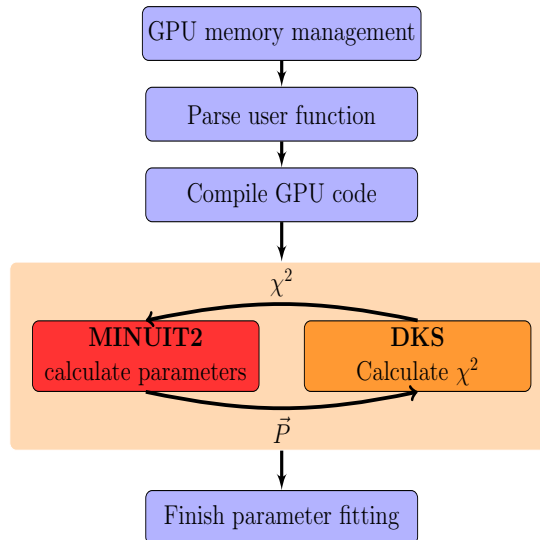 GPU memory management
Parse user function
Compile GPU code
χ²
MINUIT2
calculate parameters
DKS
Calculate χ²
P⃗
Finish parameter fitting